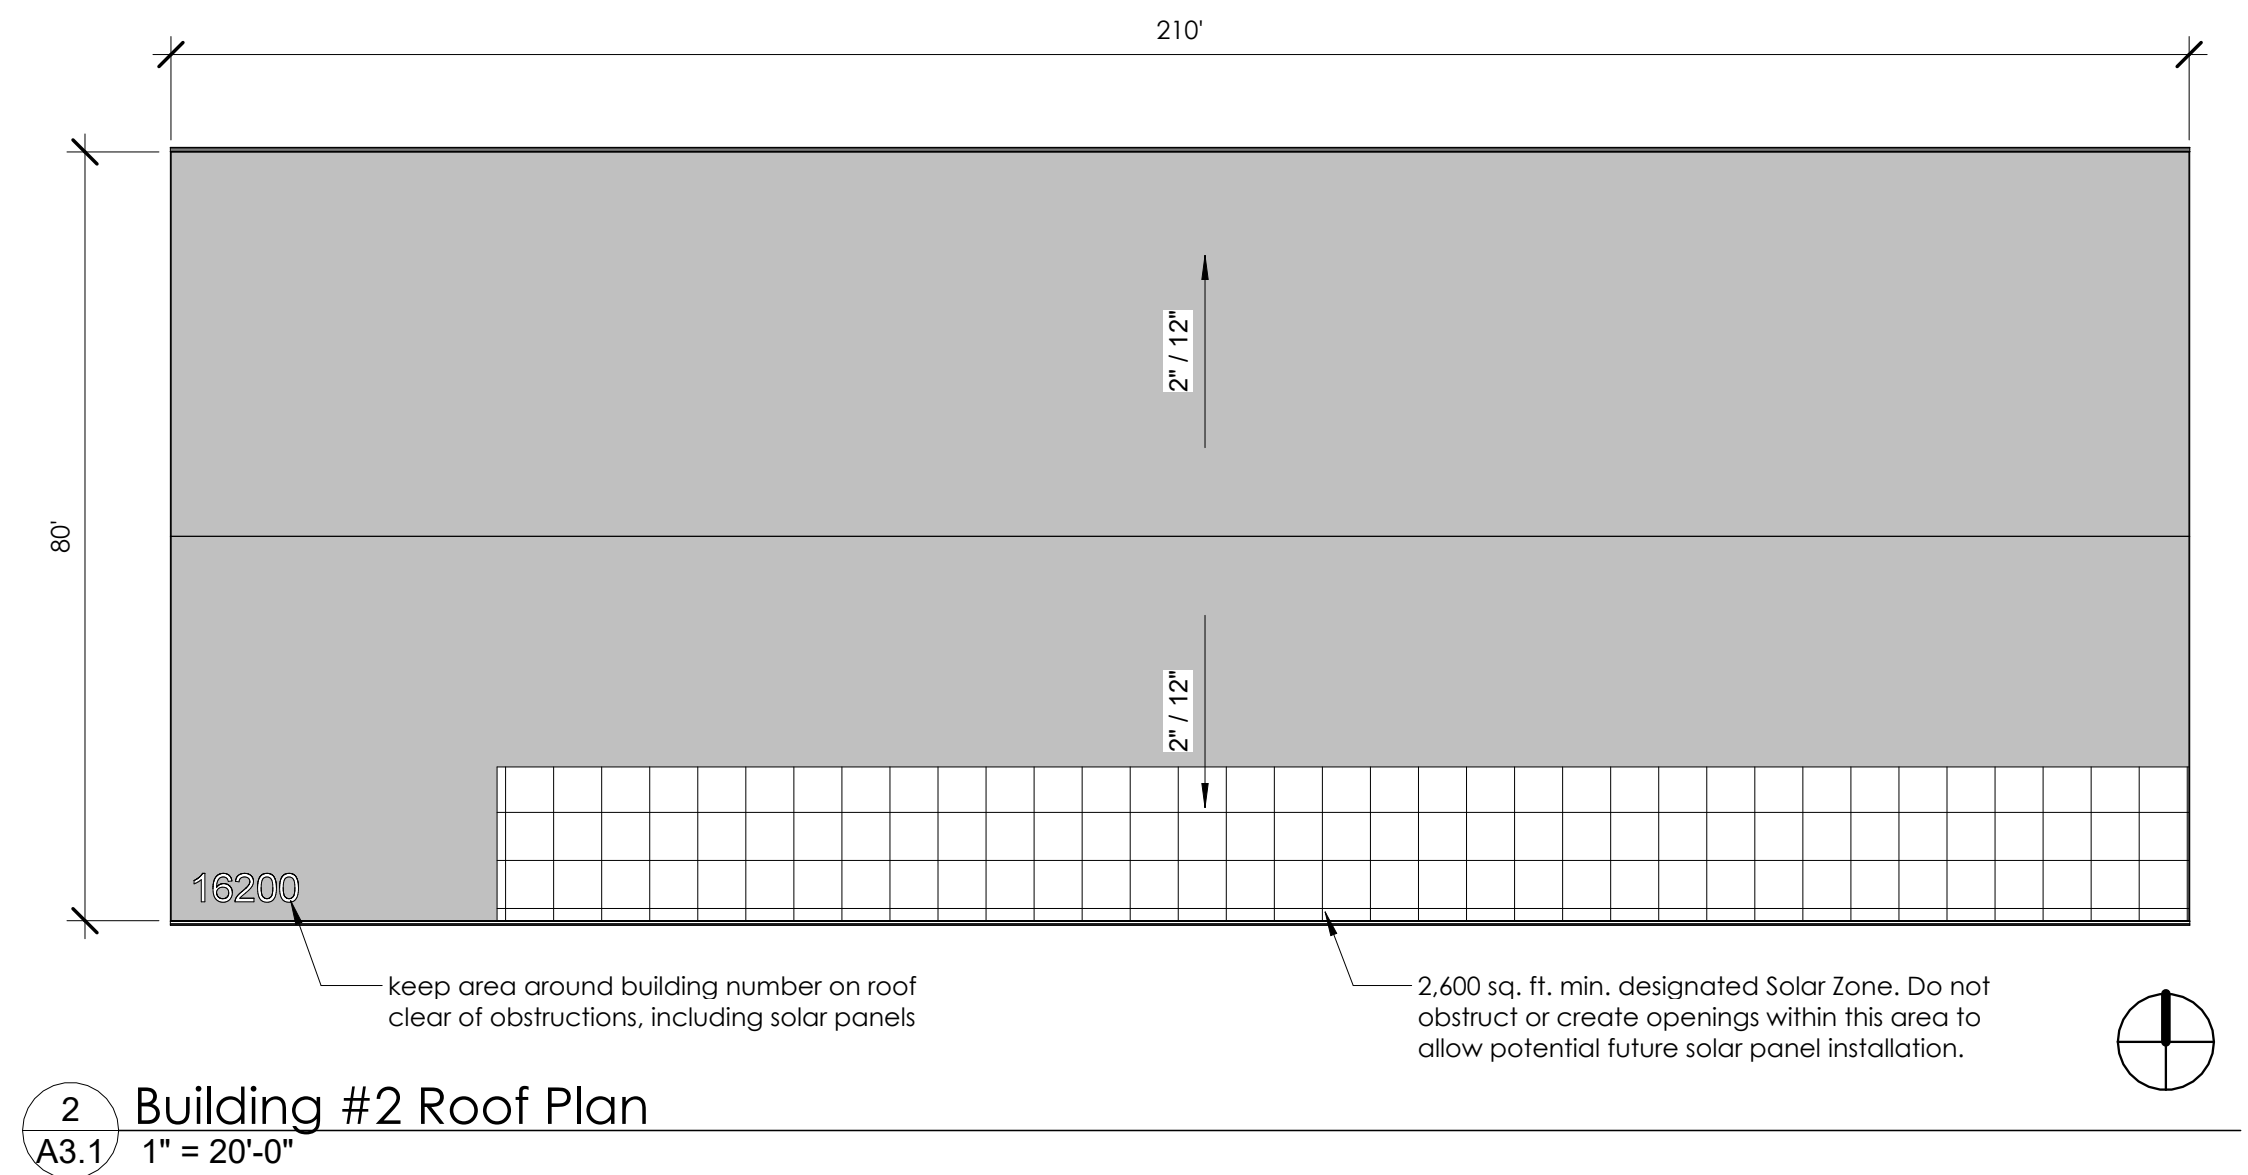 210'
80'
2" / 12"
2" / 12"
16200
keep area around building number on roof
clear of obstructions, including solar panels
2,600 sq. ft. min. designated Solar Zone. Do not
obstruct or create openings within this area to
allow potential future solar panel installation.
2
A3.1
Building #2 Roof Plan
1" = 20'-0"